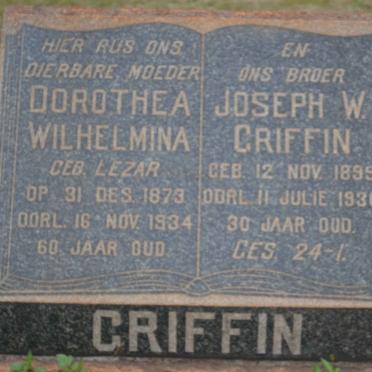 HIER RUS ONS
DIERBARE MOEDER
DOROTHEA
WILHELMINA
GEB. LEZAR
OP 31 DES. 1873
OORL. 16 NOV. 1934
60 JAAR OUD.
EN
ONS BROER
JOSEPH W.
GRIFFIN
GEB. 12 NOV. 1899
OORL. 11 JULIE
30 JAAR OUD.
GES. 24-1.
GRIFFIN